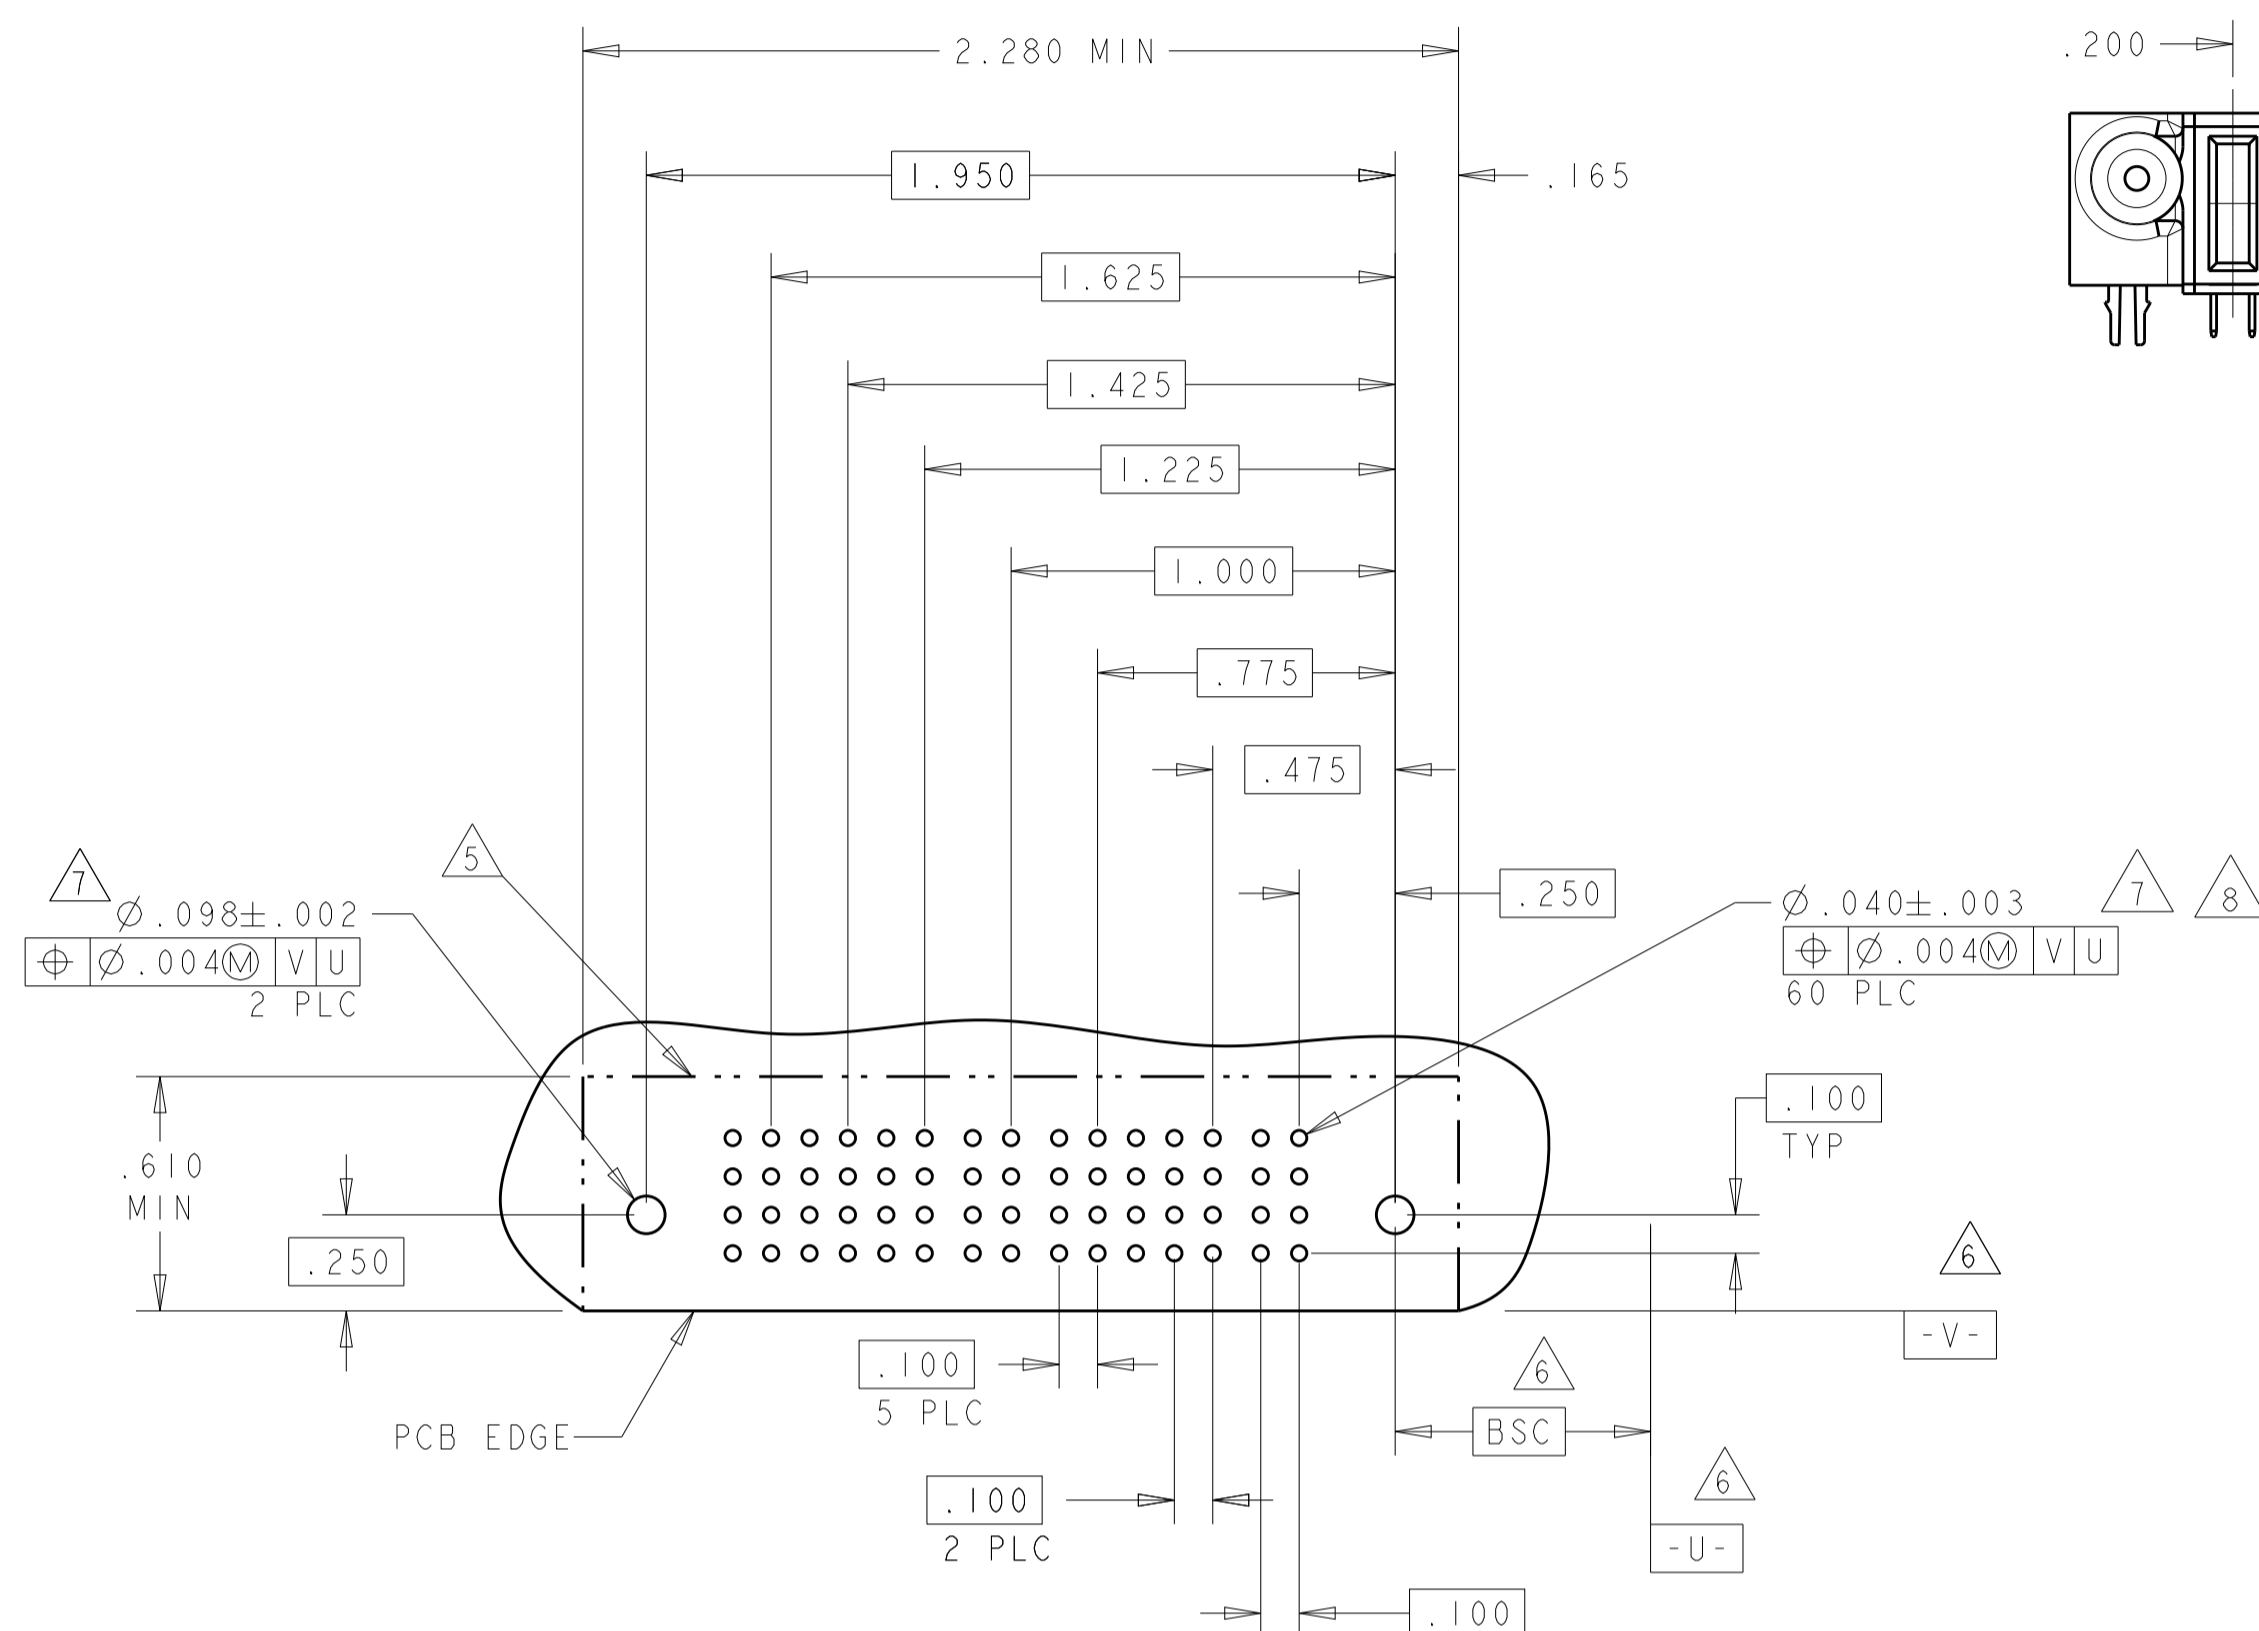 2.280 MIN
.200
1.950
.165
1.625
1.425
1.225
1.000
.775
.475
5
7
.250
7
8
Ø.098±.002
⌖ Ø.004Ⓜ V U
2 PLC
Ø.040±.003
⌖ Ø.004Ⓜ V U
60 PLC
.100
TYP
.610
MIN
.250
6
-V-
.100
5 PLC
6
BSC
PCB EDGE
6
.100
2 PLC
-U-
.100